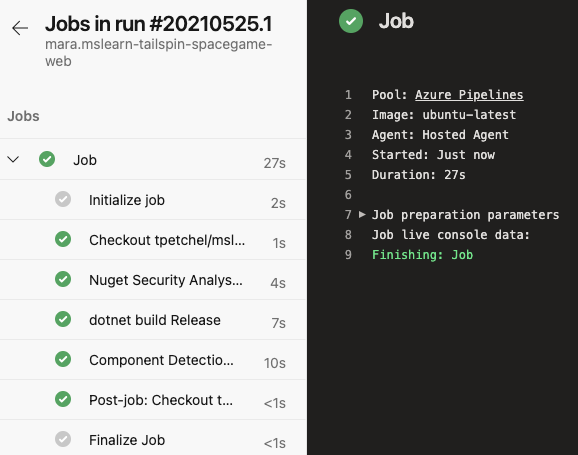 Jobs in run #20210525.1
mara.mslearn-tailspin-spacegame-
web
Jobs
Job 27s
Initialize job 2s
Checkout tpetchel/msl... 1s
Nuget Security Analys... 4s
dotnet build Release 7s
Component Detectio... 10s
Post-job: Checkout t... <1s
Finalize Job <1s
Job
1 Pool: Azure Pipelines
2 Image: ubuntu-latest
3 Agent: Hosted Agent
4 Started: Just now
5 Duration: 27s
6
7 Job preparation parameters
8 Job live console data:
9 Finishing: Job